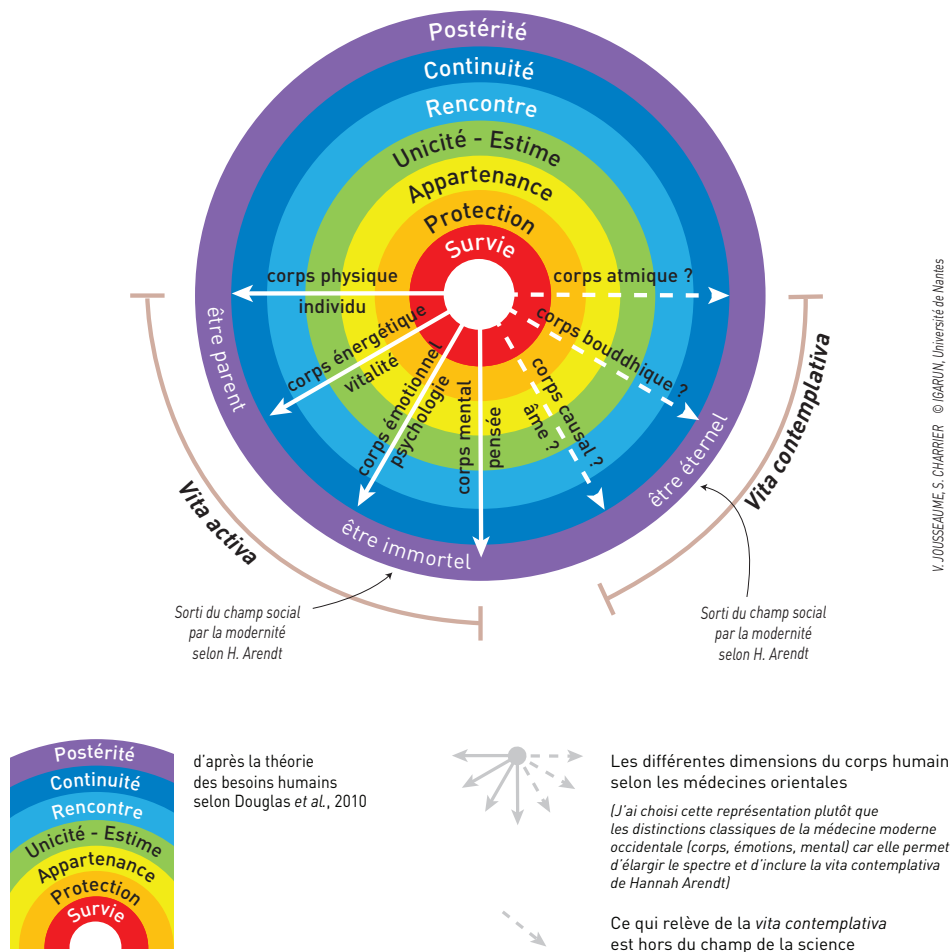 Postérité
Continuité
Rencontre
Unicité - Estime
Appartenance
Protection
Survie
corps physique
individu
corps énergétique
vitalité
corps émotionnel
psychologie
corps mental
pensée
corps causal ?
âme ?
corps bouddhique ?
corps atmique ?
être parent
être immortel
être éternel
Vita activa
Vita contemplativa
Sorti du champ social
par la modernité
selon H. Arendt
Sorti du champ social
par la modernité
selon H. Arendt
V. JOUSSEAUME, S. CHARRIER © IGARUN, Université de Nantes
Postérité
Continuité
Rencontre
Unicité - Estime
Appartenance
Protection
Survie
d'après la théorie
des besoins humains
selon Douglas et al., 2010
Les différentes dimensions du corps humain
selon les médecines orientales
(J'ai choisi cette représentation plutôt que
les distinctions classiques de la médecine moderne
occidentale (corps, émotions, mental) car elle permet
d'élargir le spectre et d'inclure la vita contemplativa
de Hannah Arendt)
Ce qui relève de la vita contemplativa
est hors du champ de la science